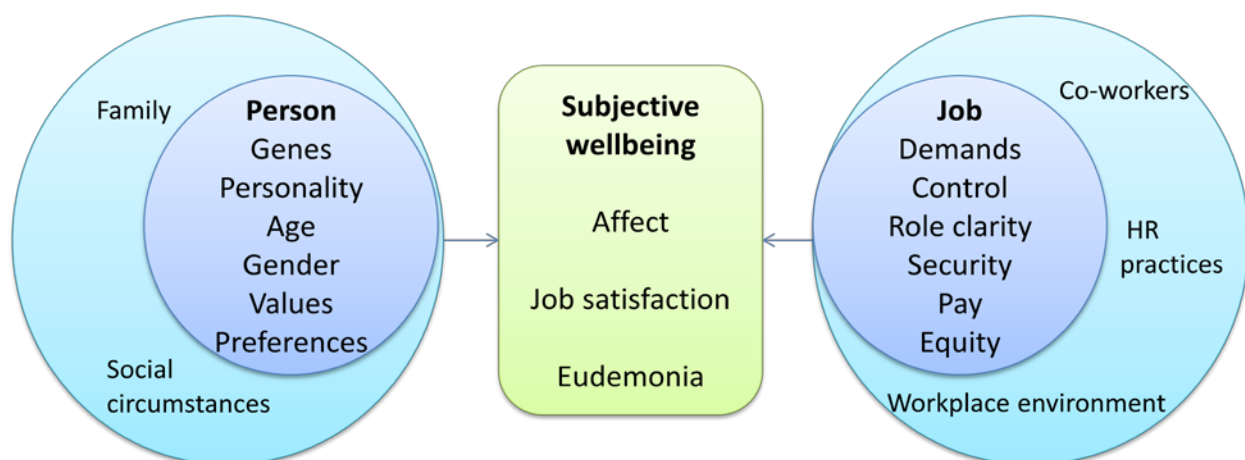 Family
Social
circumstances
Person
Genes
Personality
Age
Gender
Values
Preferences
Subjective
wellbeing
Affect
Job satisfaction
Eudemonia
Job
Demands
Control
Role clarity
Security
Pay
Equity
Co-workers
HR
practices
Workplace environment